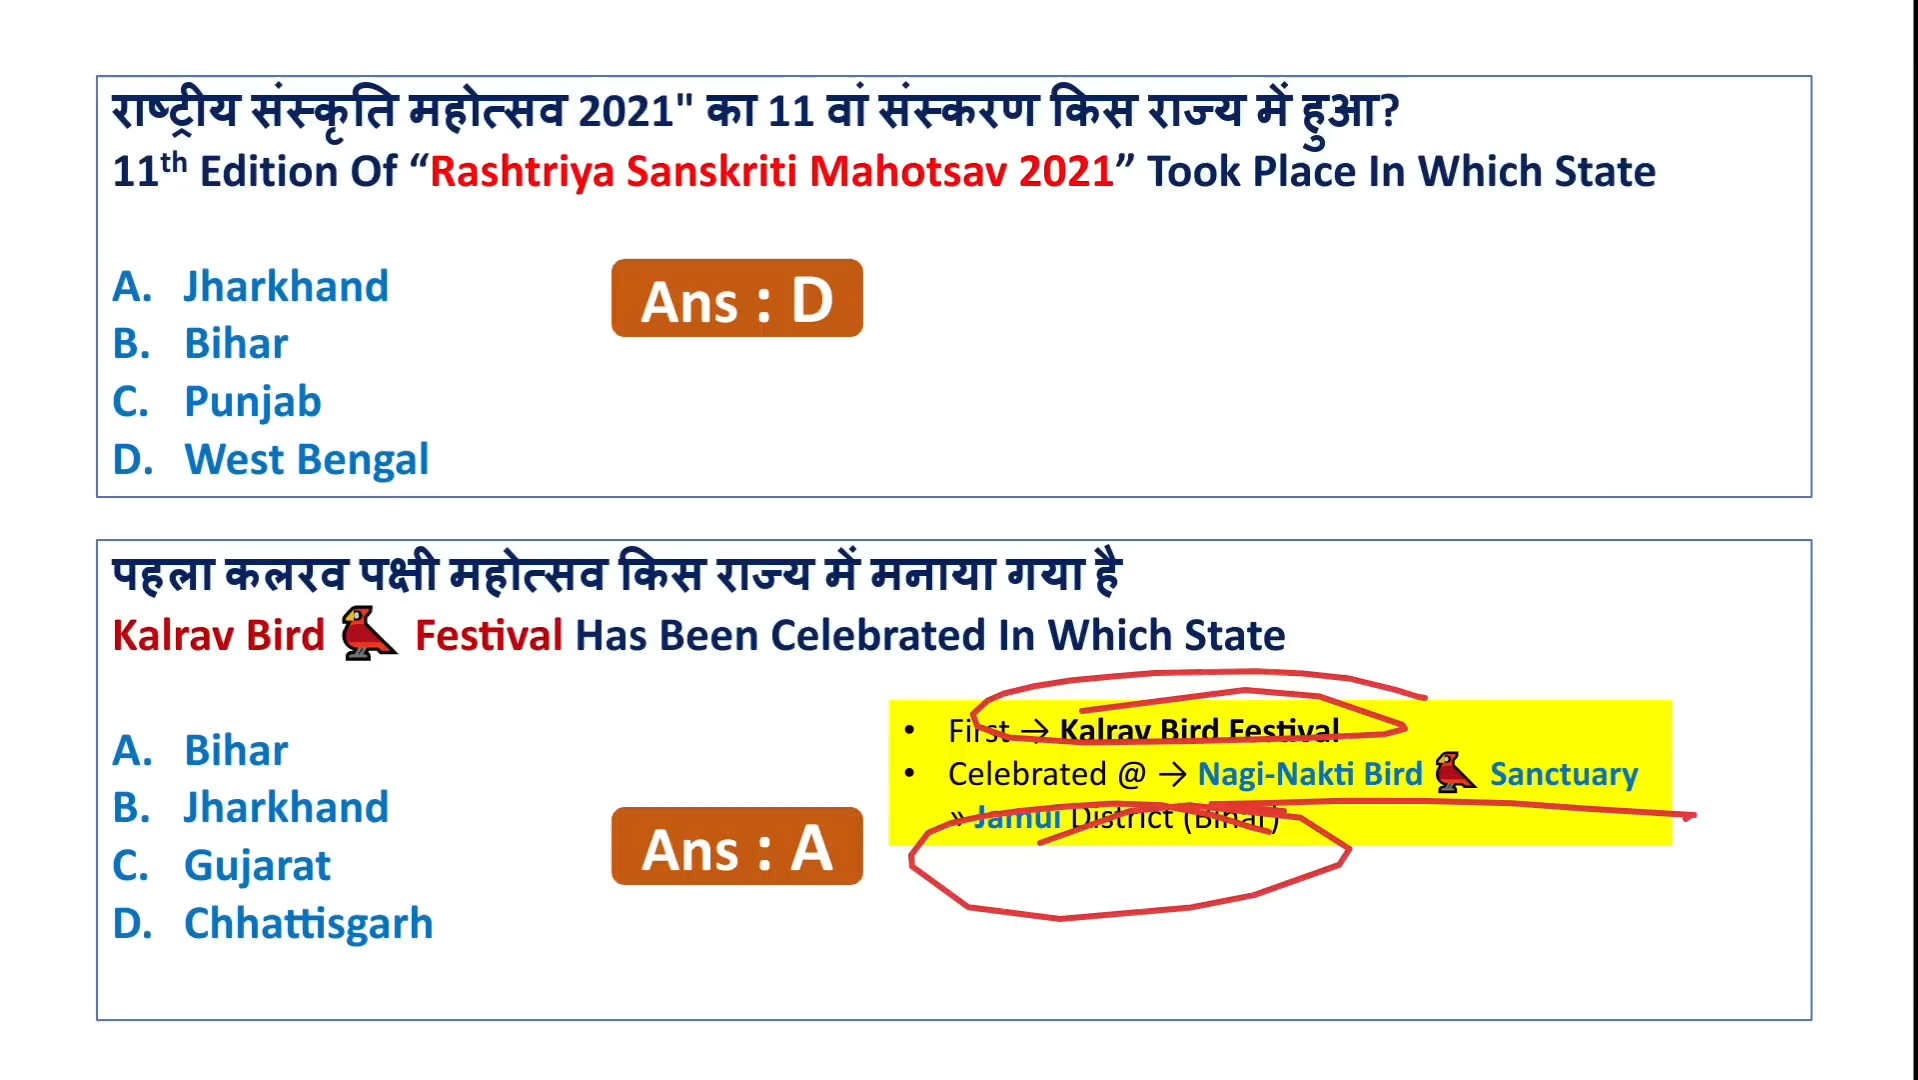 राष्ट्रीय संस्कृति महोत्सव 2021" का 11 वां संस्करण किस राज्य में हुआ?
11th Edition Of “Rashtriya Sanskriti Mahotsav 2021” Took Place In Which State
A. Jharkhand
B. Bihar
C. Punjab
D. West Bengal
Ans : D
पहला कलरव पक्षी महोत्सव किस राज्य में मनाया गया है
Kalrav Bird Festival Has Been Celebrated In Which State
A. Bihar
B. Jharkhand
C. Gujarat
D. Chhattisgarh
Ans : A
• First → Kalrav Bird Festival
• Celebrated @ → Nagi-Nakti Bird Sanctuary
» Jamui District (Bihar)